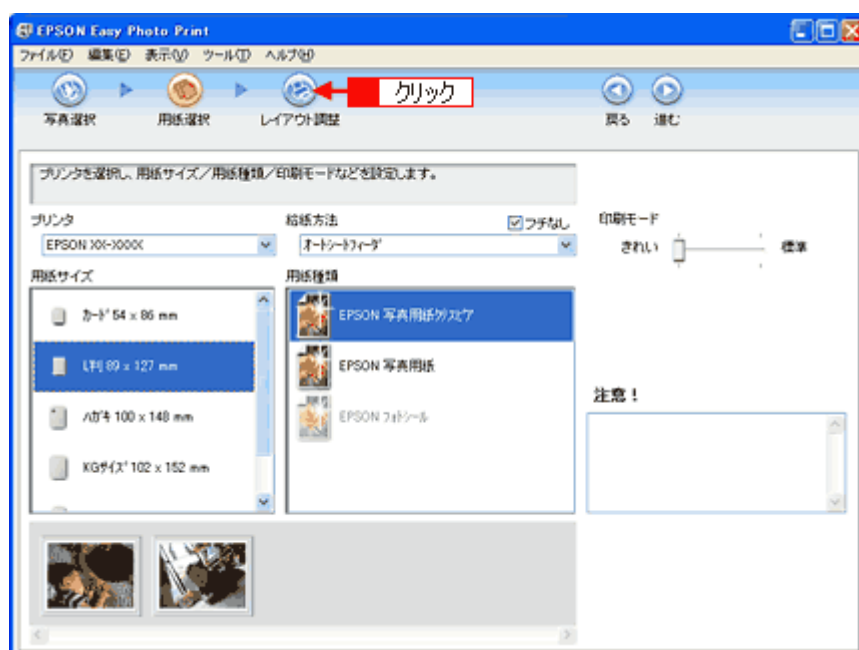 EPSON Easy Photo Print
ファイル(F) 編集(E) 表示(V) ツール(T) ヘルプ(H)
クリック
写真選択 用紙選択 レイアウト調整 戻る 進む
プリンタを選択し、用紙サイズ／用紙種類／印刷モードなどを設定します。
プリンタ 給紙方法 フチなし 印刷モード
EPSON XX-XXXX オートシートフィーダ きれい 標準
用紙サイズ 用紙種類
カード 54 x 86 mm
EPSON 写真用紙クリスピア
L判 89 x 127 mm
EPSON 写真用紙
注意！
ハガキ 100 x 148 mm
EPSON フォトシール
KGサイズ 102 x 152 mm